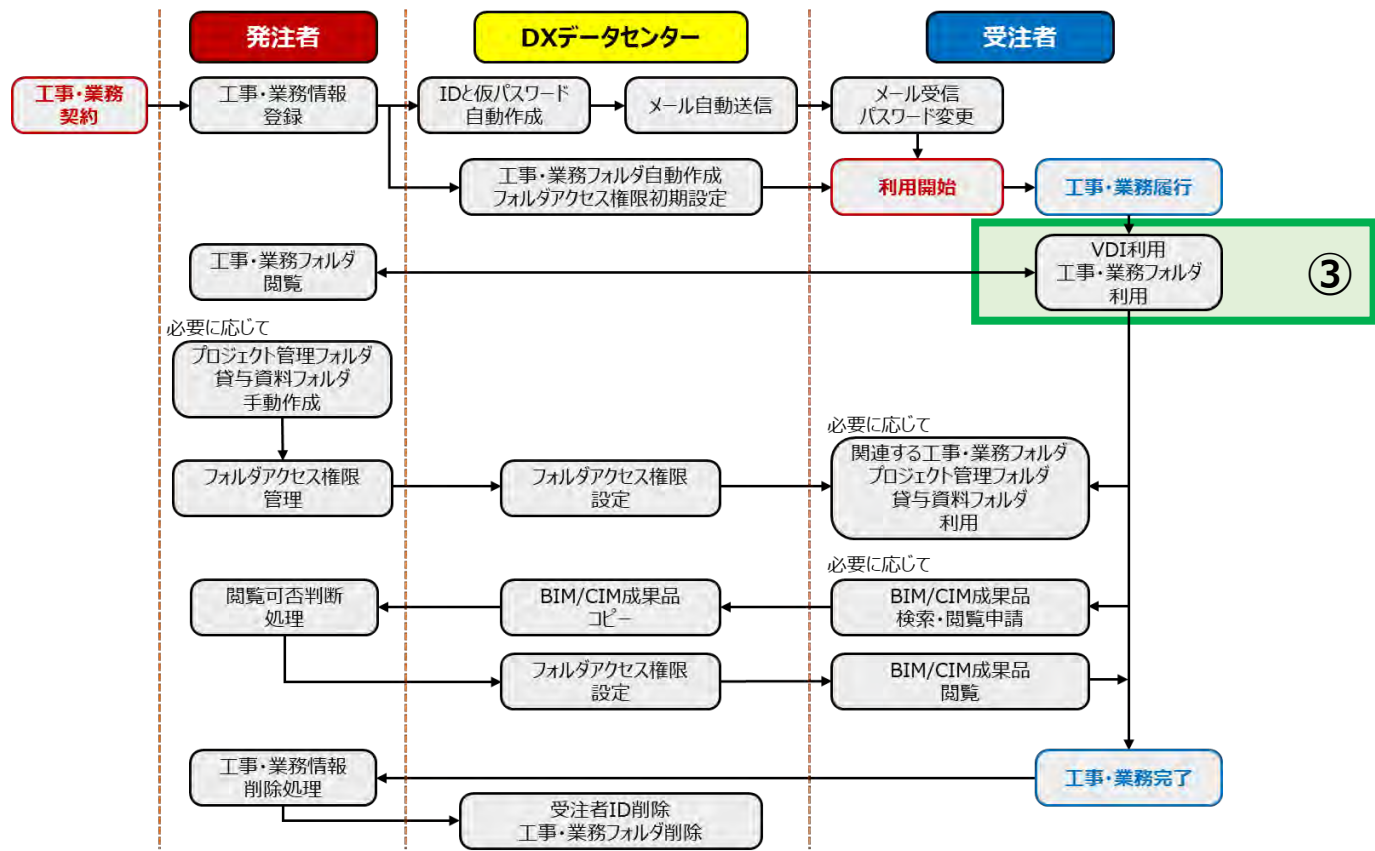 発注者
DXデータセンター
受注者
工事・業務
契約
工事・業務情報
登録
IDと仮パスワード
自動作成
メール自動送信
メール受信
パスワード変更
工事・業務フォルダ自動作成
フォルダアクセス権限初期設定
利用開始
工事・業務履行
工事・業務フォルダ
閲覧
VDI利用
工事・業務フォルダ
利用
③
必要に応じて
プロジェクト管理フォルダ
貸与資料フォルダ
手動作成
フォルダアクセス権限
管理
フォルダアクセス権限
設定
必要に応じて
関連する工事・業務フォルダ
プロジェクト管理フォルダ
貸与資料フォルダ
利用
閲覧可否判断
処理
BIM/CIM成果品
コピー
必要に応じて
BIM/CIM成果品
検索・閲覧申請
フォルダアクセス権限
設定
BIM/CIM成果品
閲覧
工事・業務情報
削除処理
工事・業務完了
受注者ID削除
工事・業務フォルダ削除